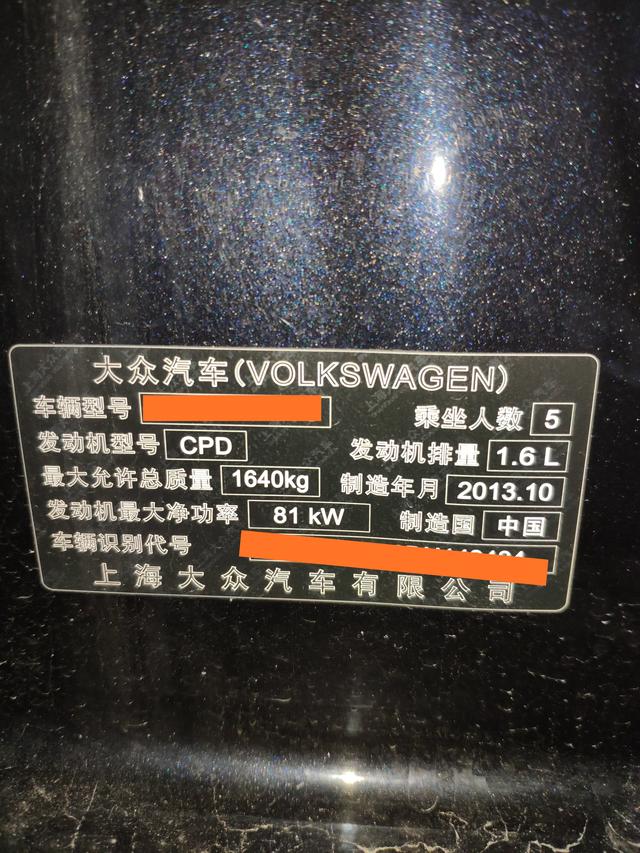 大众汽车(VOLKSWAGEN)
车辆型号 乘坐人数 5
发动机型号 CPD 发动机排量 1.6 L
最大允许总质量 1640kg 制造年月 2013.10
发动机最大净功率 81 kW 制造国 中国
车辆识别代号
上海大众汽车有限公司